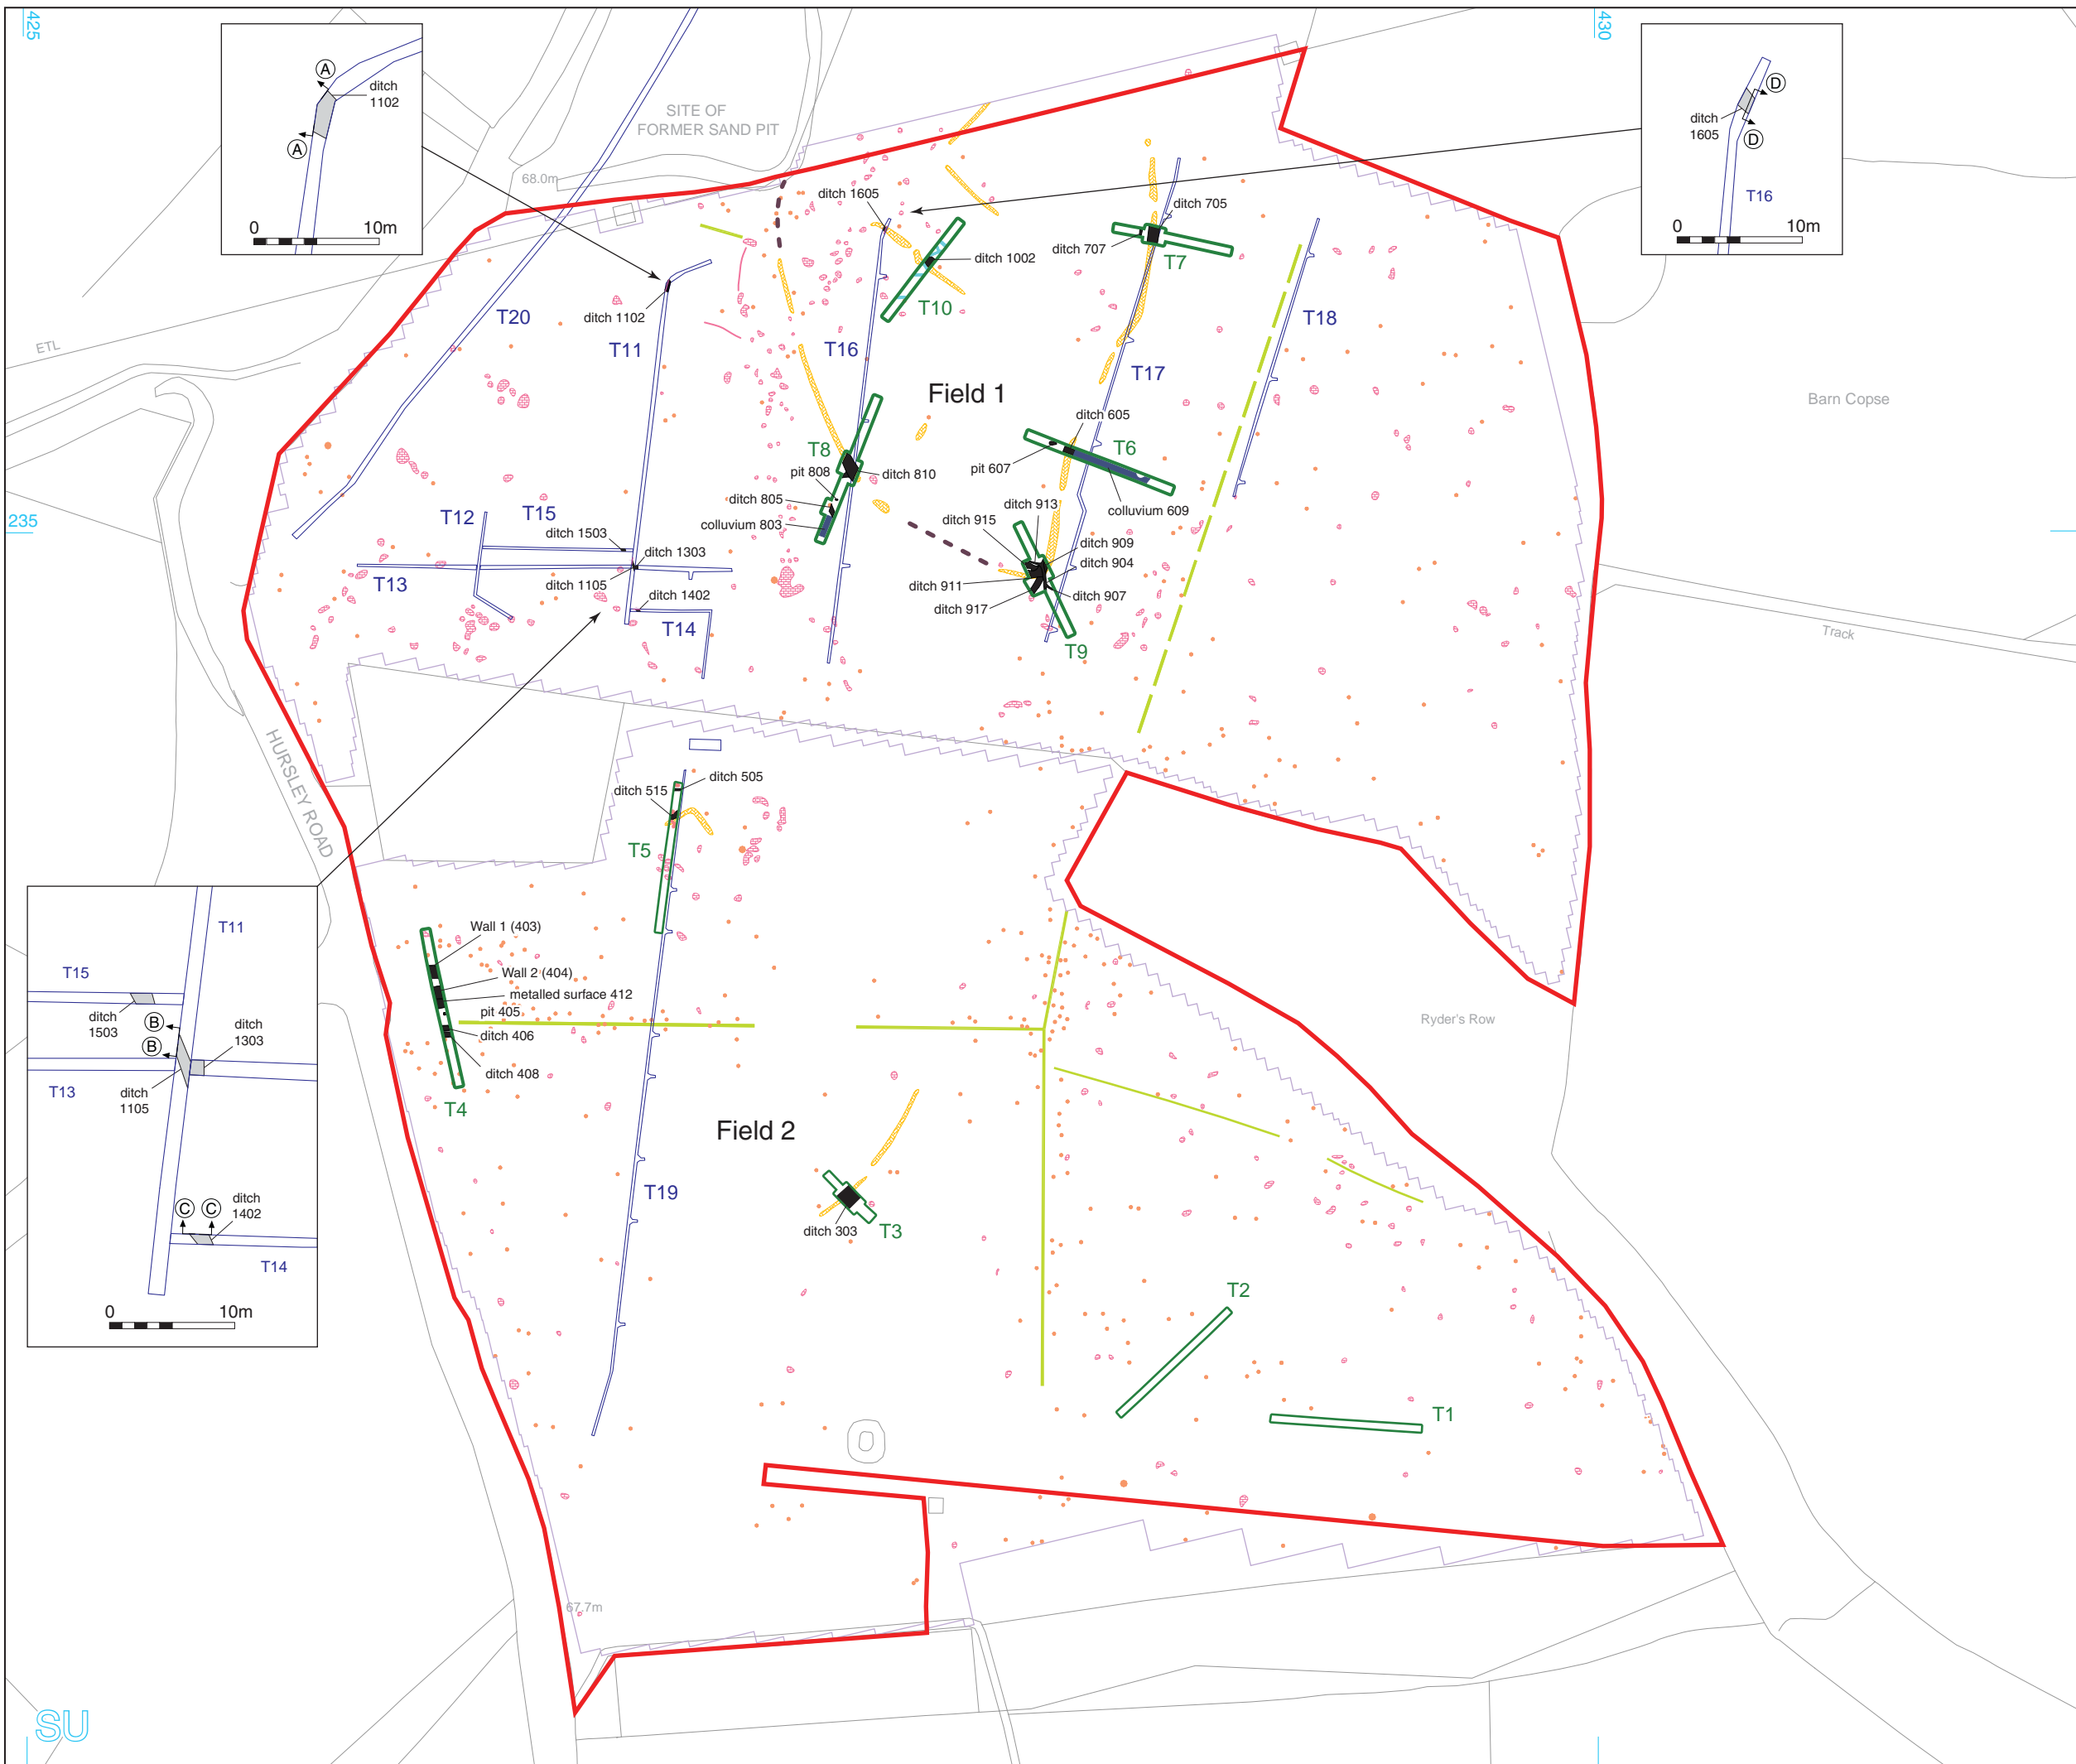 425
430
A
ditch
1102
A
0 10m
SITE OF
FORMER SAND PIT
68.0m
D
ditch
1605
D
T16
0 10m
ditch 1605
ditch 705
ditch 707
T7
ditch 1002
T10
ETL
T20
ditch 1102
T11
T16
T18
T17
Field 1
Barn Copse
ditch 605
T8
T6
pit 808
ditch 810
pit 607
ditch 805
colluvium 803
colluvium 609
235
T12
T15
ditch 1503
ditch 1303
T13
ditch 1105
ditch 1402
T14
ditch 913
ditch 915
ditch 909
ditch 904
ditch 911
ditch 907
ditch 917
T9
Track
HURSLEY ROAD
ditch 505
ditch 515
T5
T11
T15
ditch
1503
B
B
ditch
1303
T13
ditch
1105
C C
ditch
1402
T14
0 10m
Wall 1 (403)
Wall 2 (404)
metalled surface 412
pit 405
ditch 406
ditch 408
T4
Ryder's Row
Field 2
T19
ditch 303
T3
T2
T1
67.7m
SU